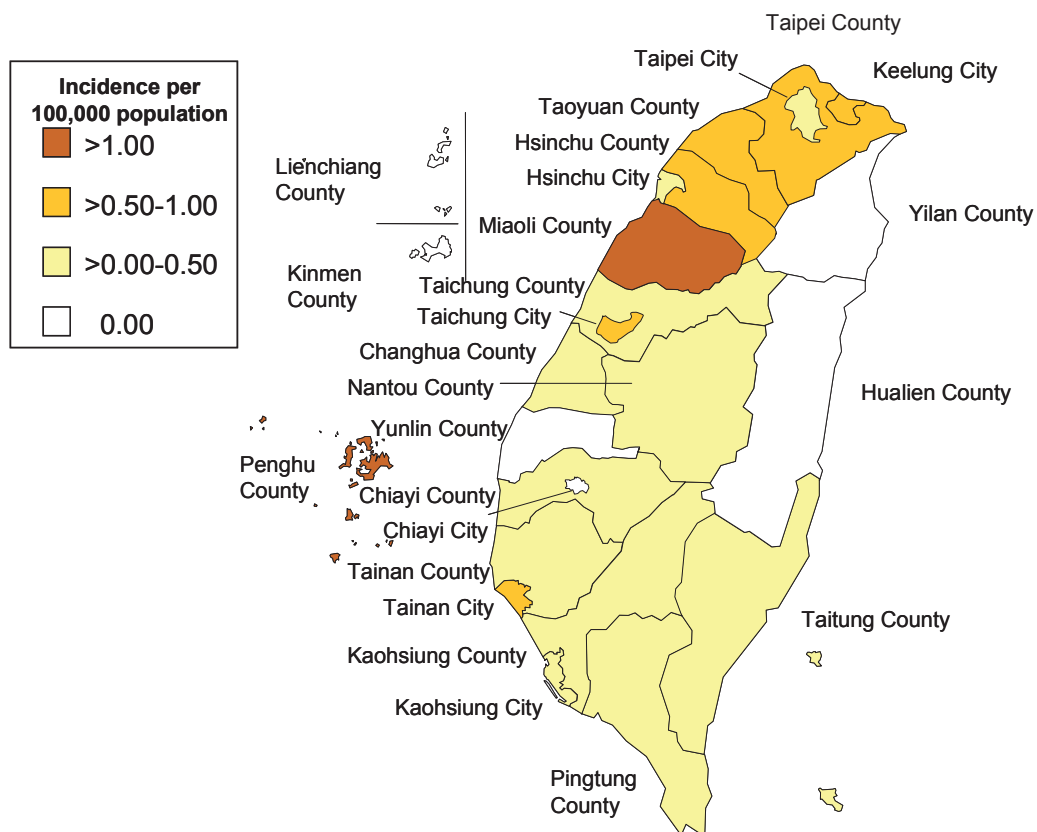 Taipei County
Taipei City
Keelung City
Incidence per
100,000 population
>1.00
>0.50-1.00
>0.00-0.50
0.00
Taoyuan County
Hsinchu County
Hsinchu City
Lienchiang
County
Miaoli County
Yilan County
Kinmen
County
Taichung County
Taichung City
Changhua County
Nantou County
Hualien County
Yunlin County
Penghu
County
Chiayi County
Chiayi City
Tainan County
Tainan City
Taitung County
Kaohsiung County
Kaohsiung City
Pingtung
County